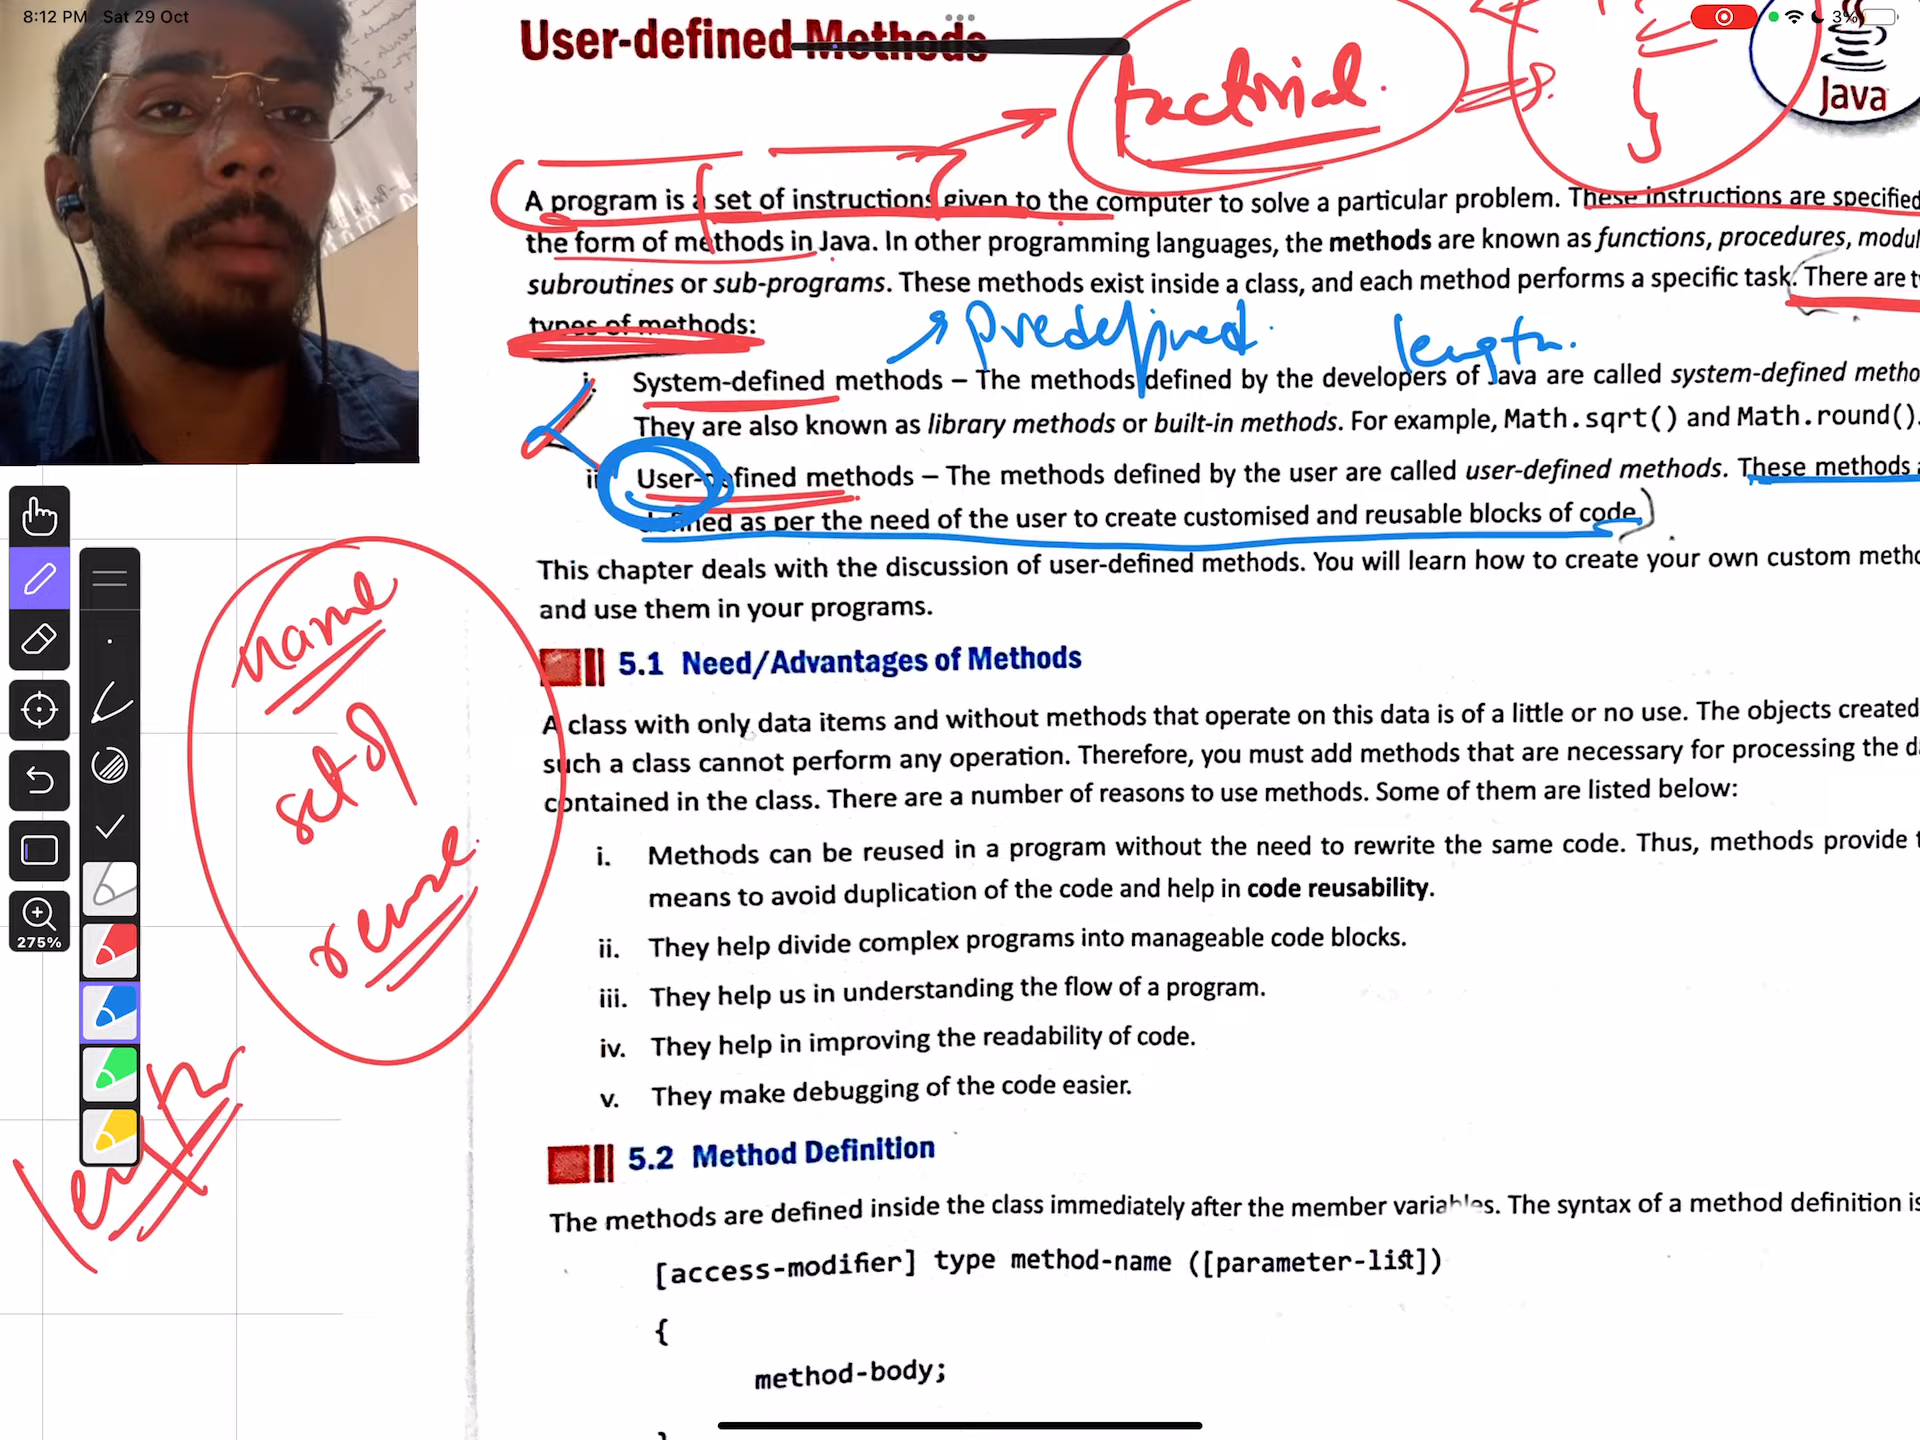 8:12 PM Sat 29 Oct
3%
User-defined Methods
factorial.
Java
A program is a set of instructions given to the computer to solve a particular problem. These instructions are specified
the form of methods in Java. In other programming languages, the methods are known as functions, procedures, modul
subroutines or sub-programs. These methods exist inside a class, and each method performs a specific task. There are t
types of methods:
predefined.
length.
i. System-defined methods – The methods defined by the developers of Java are called system-defined metho
They are also known as library methods or built-in methods. For example, Math.sqrt() and Math.round().
ii User-defined methods – The methods defined by the user are called user-defined methods. These methods a
defined as per the need of the user to create customised and reusable blocks of code.
This chapter deals with the discussion of user-defined methods. You will learn how to create your own custom metho
and use them in your programs.
name
set of
reuse.
5.1 Need/Advantages of Methods
A class with only data items and without methods that operate on this data is of a little or no use. The objects created
such a class cannot perform any operation. Therefore, you must add methods that are necessary for processing the da
contained in the class. There are a number of reasons to use methods. Some of them are listed below:
i. Methods can be reused in a program without the need to rewrite the same code. Thus, methods provide t
means to avoid duplication of the code and help in code reusability.
ii. They help divide complex programs into manageable code blocks.
275%
iii. They help us in understanding the flow of a program.
iv. They help in improving the readability of code.
v. They make debugging of the code easier.
length
5.2 Method Definition
The methods are defined inside the class immediately after the member variables. The syntax of a method definition is
[access-modifier] type method-name ([parameter-list])
{
method-body;
}